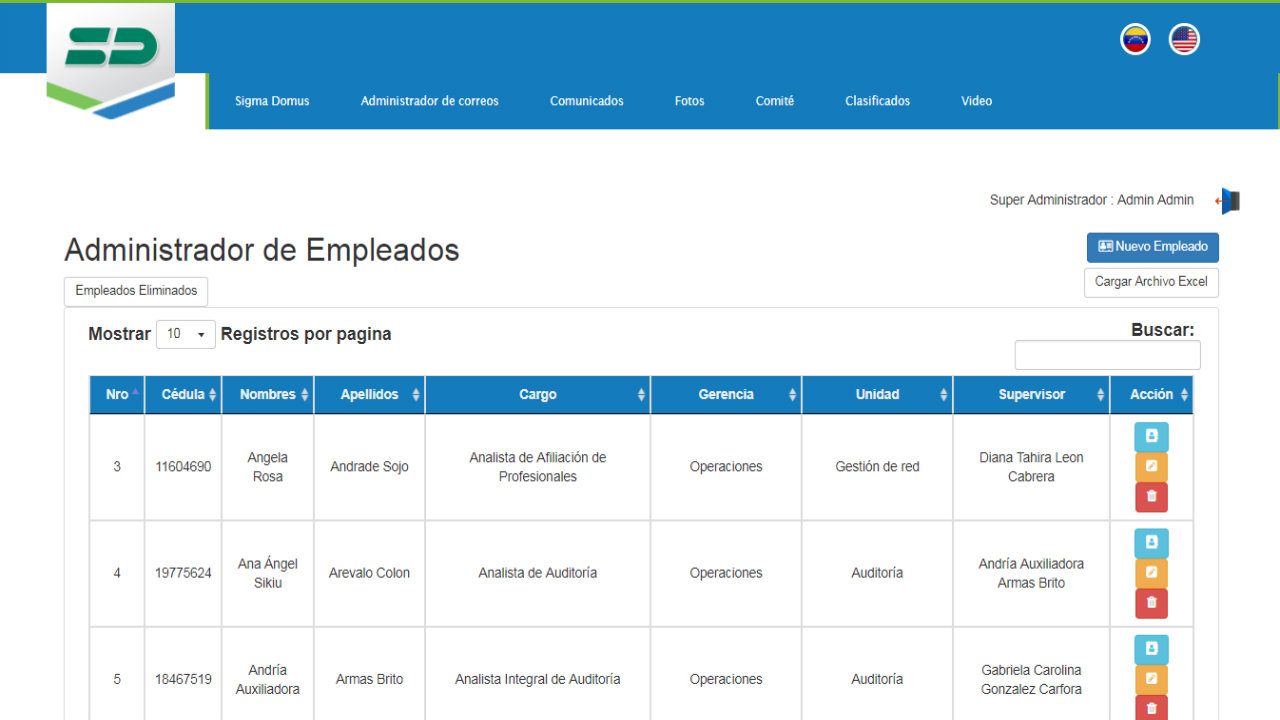 SD
Sigma Domus Administrador de correos Comunicados Fotos Comité Clasificados Video
Super Administrador : Admin Admin
Administrador de Empleados
Nuevo Empleado
Empleados Eliminados
Cargar Archivo Excel
Mostrar 10 Registros por pagina
Buscar:
Nro Cédula Nombres Apellidos Cargo Gerencia Unidad Supervisor Acción
3 11604690 Angela Rosa Andrade Sojo Analista de Afiliación de Profesionales Operaciones Gestión de red Diana Tahira Leon Cabrera
4 19775624 Ana Ángel Sikiu Arevalo Colon Analista de Auditoría Operaciones Auditoría Andría Auxiliadora Armas Brito
5 18467519 Andría Auxiliadora Armas Brito Analista Integral de Auditoría Operaciones Auditoría Gabriela Carolina Gonzalez Carfora